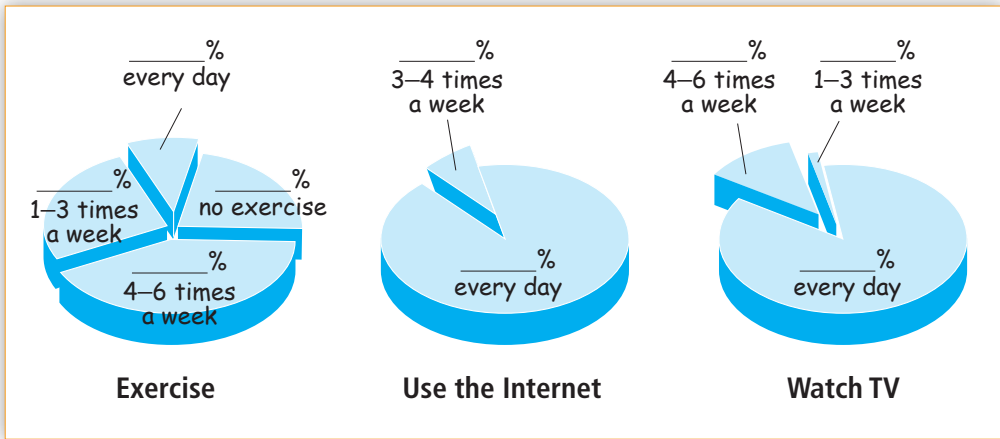 ______%
every day
______%
1–3 times
a week
______%
no exercise
______%
4–6 times
a week
Exercise
______%
3–4 times
a week
______%
every day
Use the Internet
______%
4–6 times
a week
______%
1–3 times
a week
______%
every day
Watch TV